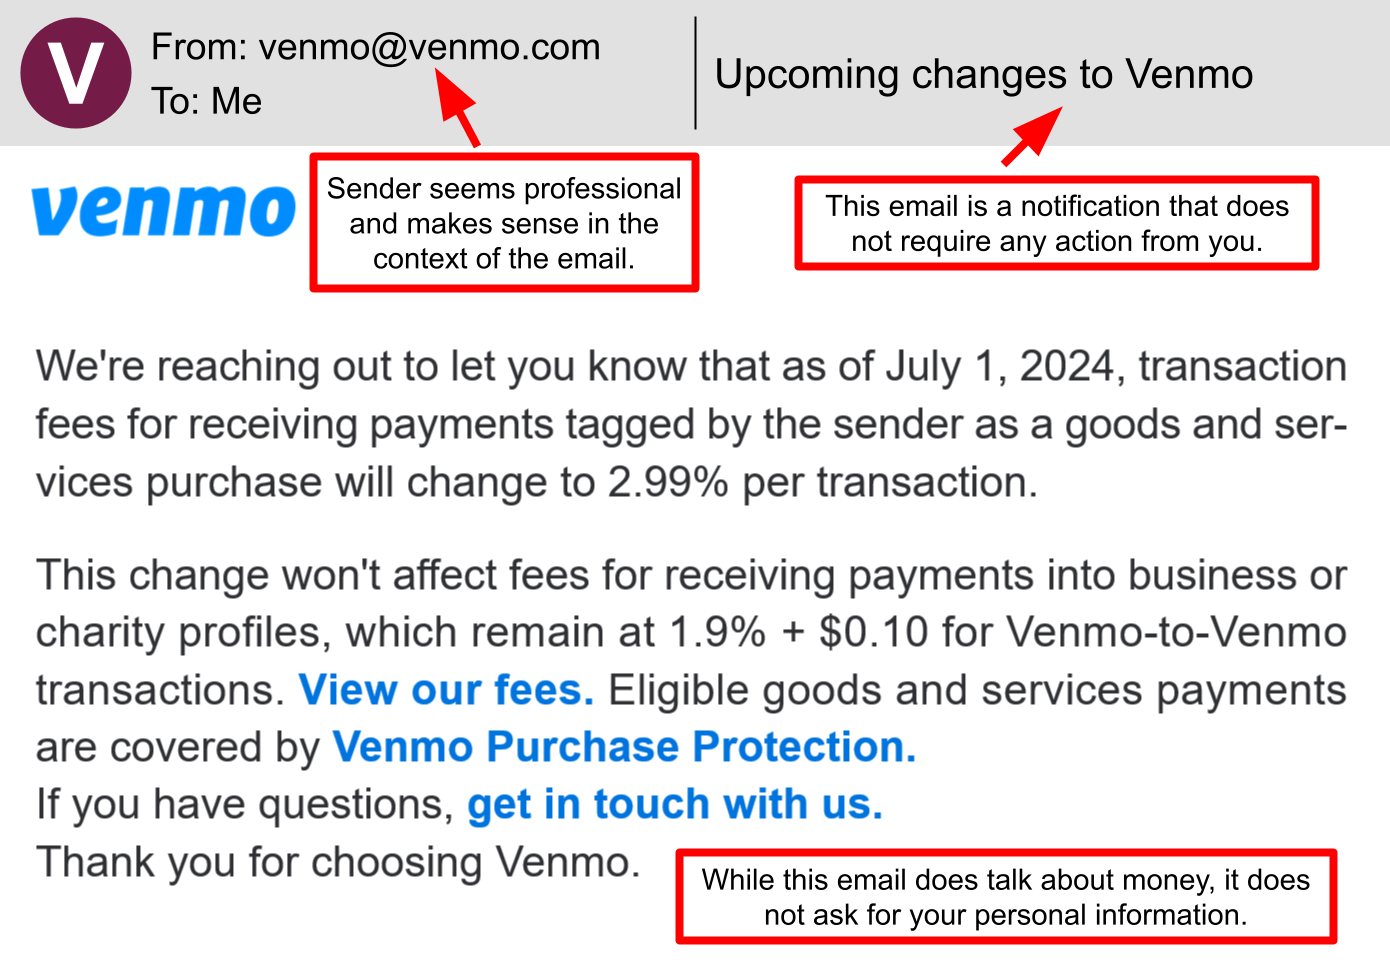 V
From: venmo@venmo.com
To: Me
Upcoming changes to Venmo
venmo
Sender seems professional
and makes sense in the
context of the email.
This email is a notification that does
not require any action from you.
We're reaching out to let you know that as of July 1, 2024, transaction
fees for receiving payments tagged by the sender as a goods and ser-
vices purchase will change to 2.99% per transaction.
This change won't affect fees for receiving payments into business or
charity profiles, which remain at 1.9% + $0.10 for Venmo-to-Venmo
transactions. View our fees. Eligible goods and services payments
are covered by Venmo Purchase Protection.
If you have questions, get in touch with us.
Thank you for choosing Venmo.
While this email does talk about money, it does
not ask for your personal information.